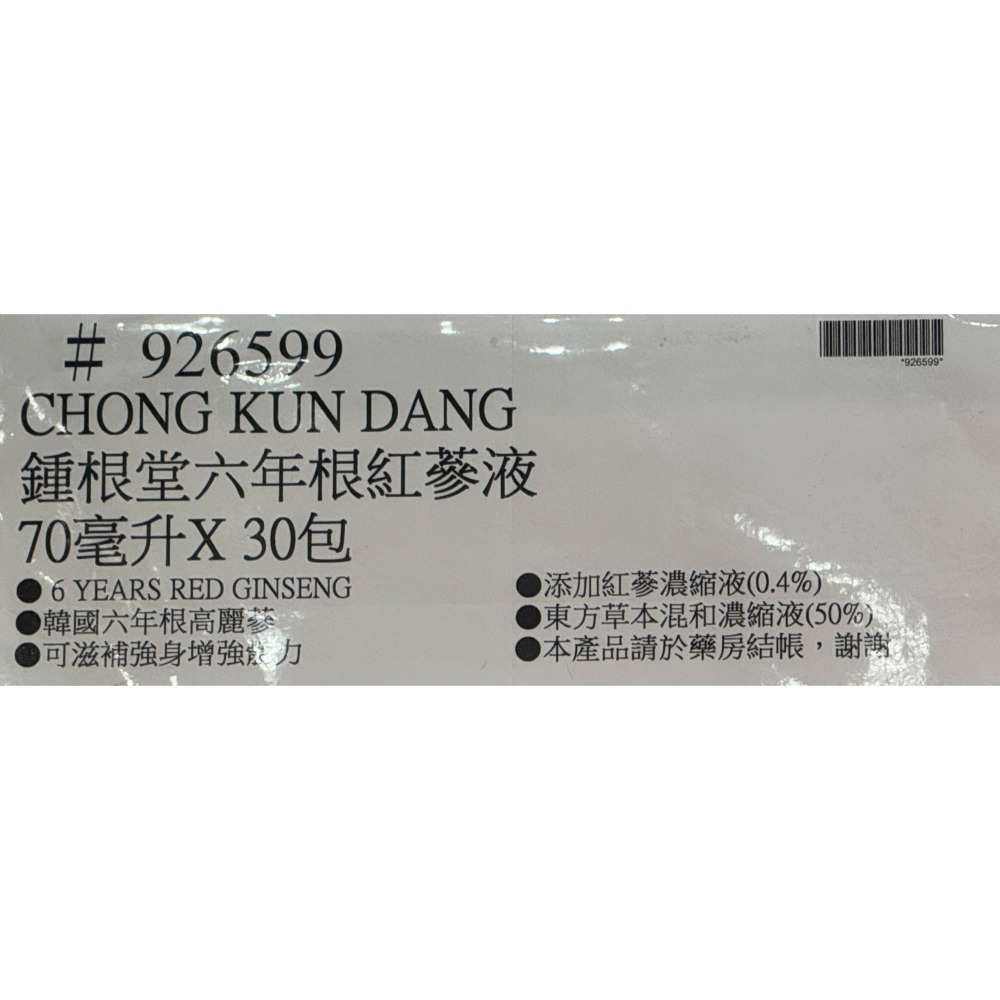 # 926599
*926599*
CHONG KUN DANG
鍾根堂六年根紅蔘液
70毫升X 30包
● 6 YEARS RED GINSENG
●韓國六年根高麗蔘
●可滋補強身增強體力
●添加紅蔘濃縮液(0.4%)
●東方草本混和濃縮液(50%)
●本產品請於藥房結帳，謝謝